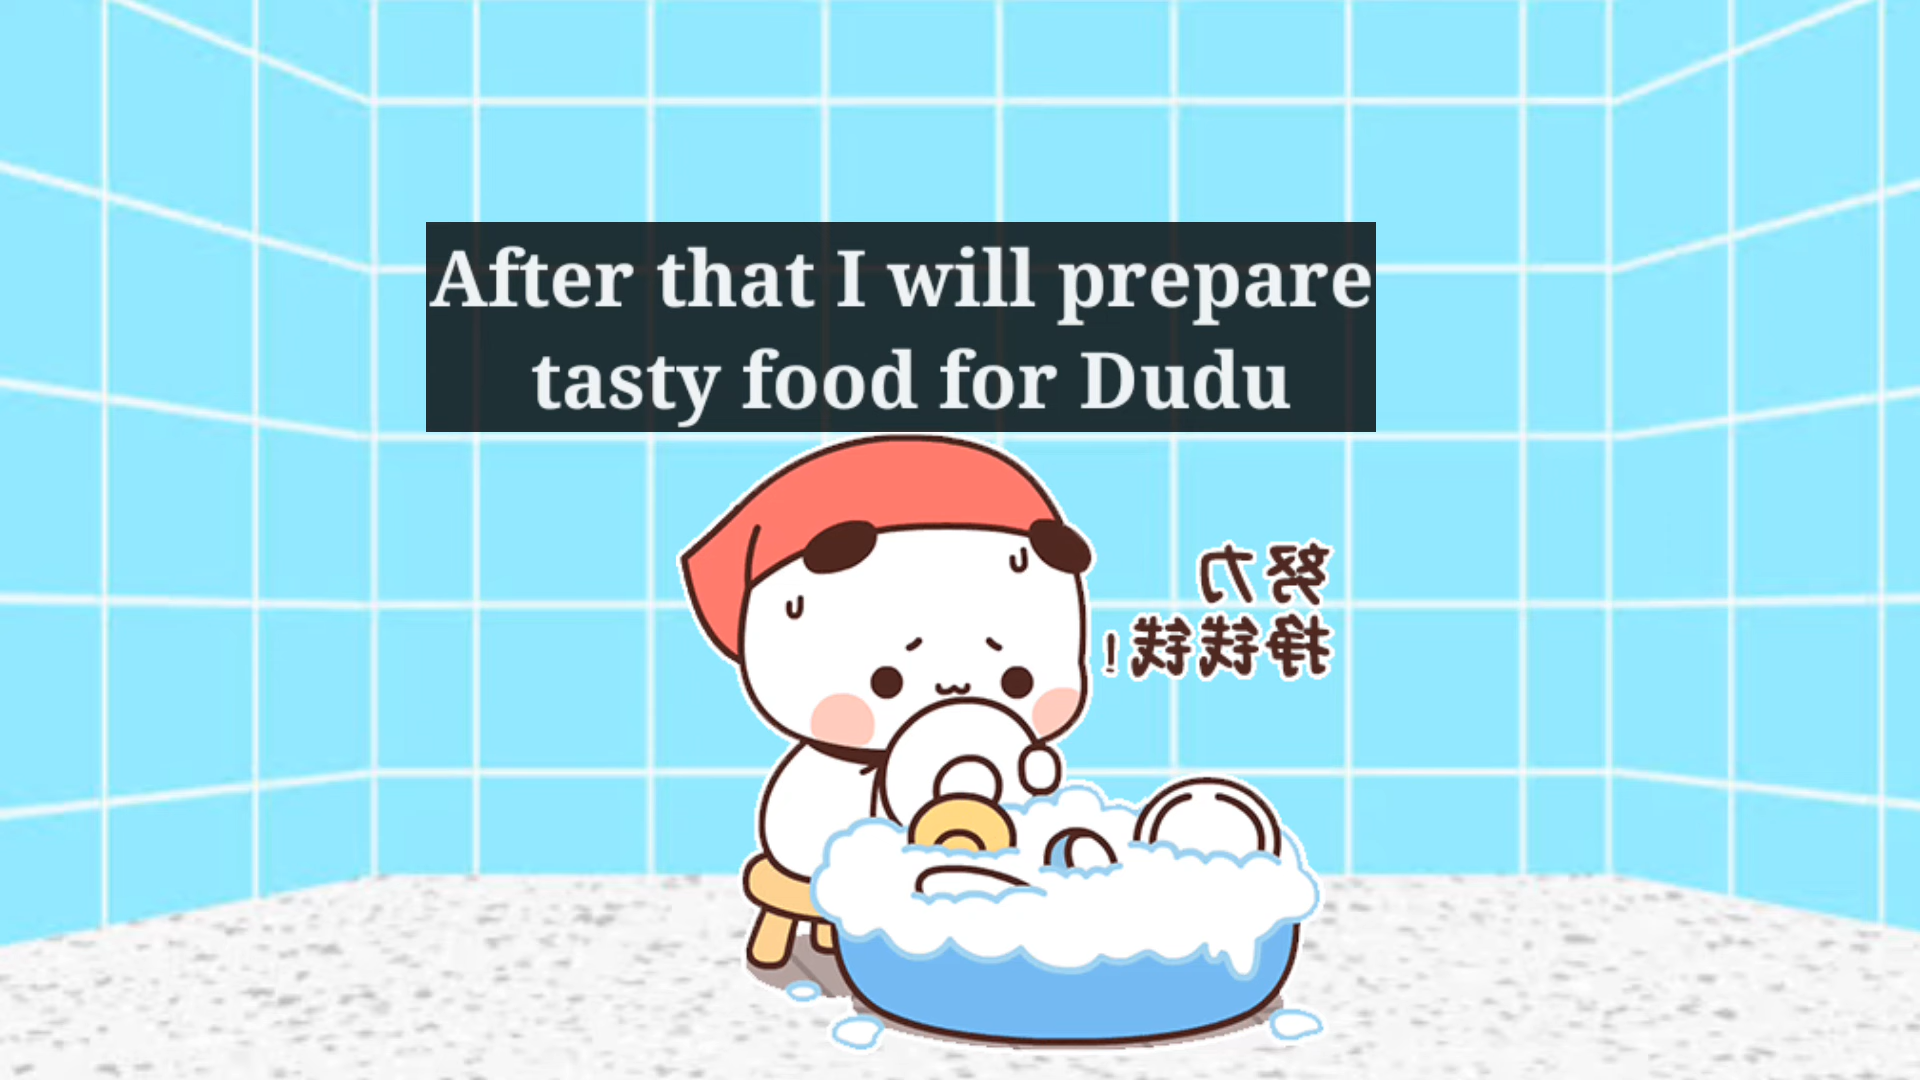 After that I will prepare
tasty food for Dudu
努力
挣钱钱!